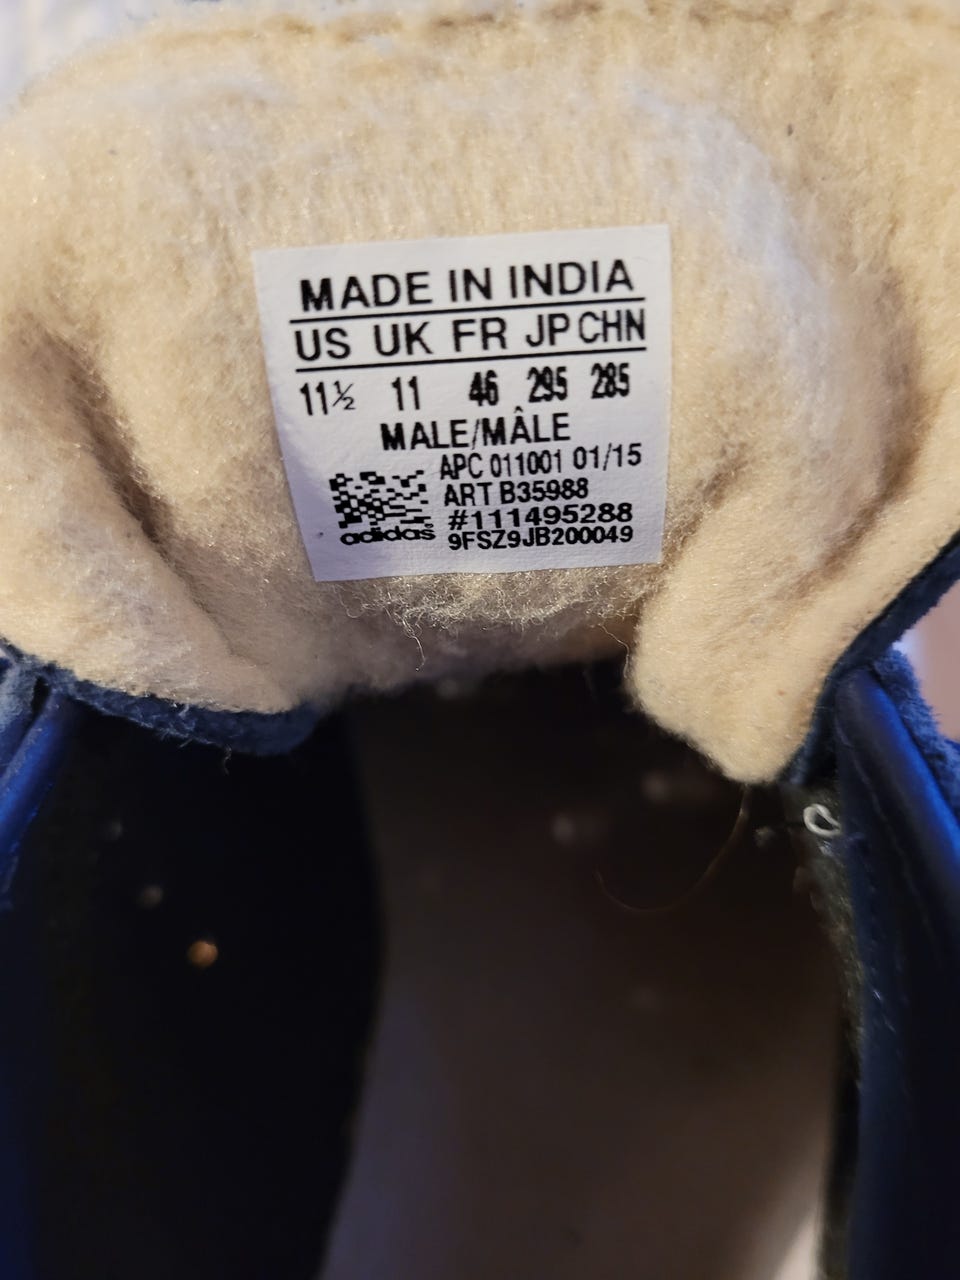 MADE IN INDIA
US UK FR JP CHN
11½ 11 46 295 285
MALE/MÂLE
APC 011001 01/15
ART B35988
#111495288
adidas 9FSZ9JB200049